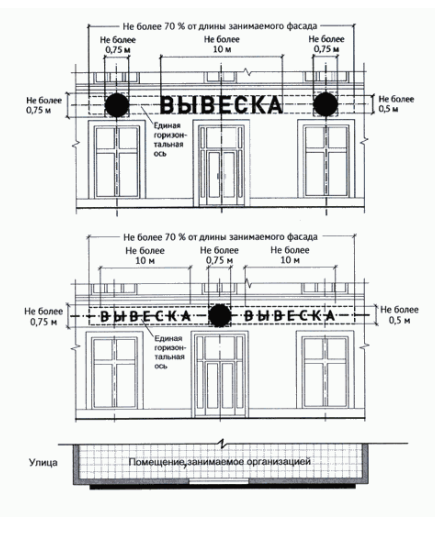 Не более 70 % от длины занимаемого фасада
Не более
0,75 м
Не более
10 м
Не более
0,75 м
Не более
0,75 м
ВЫВЕСКА
Не более
0,5 м
Единая
горизон-
тальная
ось
Не более 70 % от длины занимаемого фасада
Не более
10 м
Не более
0,75 м
Не более
10 м
Не более
0,75 м
ВЫВЕСКА ВЫВЕСКА
Не более
0,5 м
Единая
горизон-
тальная
ось
Улица
Помещение,занимаемое организацией